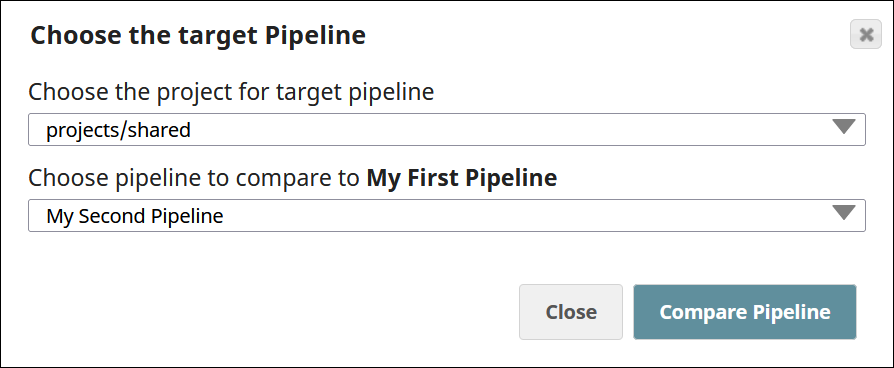 Choose the target Pipeline
Choose the project for target pipeline
projects/shared
Choose pipeline to compare to My First Pipeline
My Second Pipeline
Close
Compare Pipeline